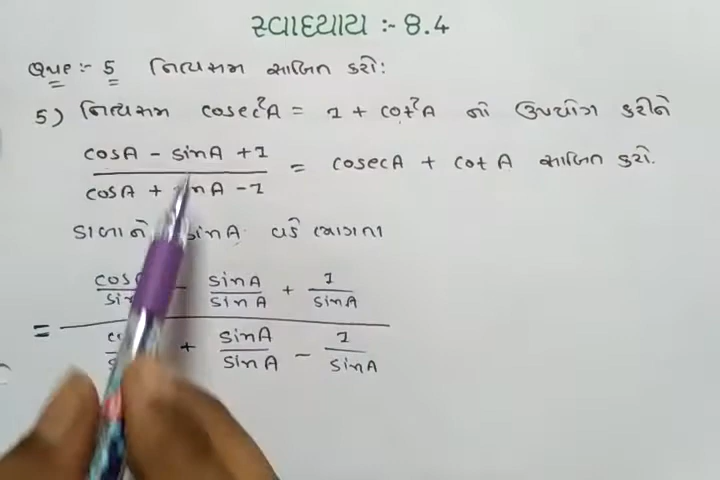 સ્વાધ્યાય :- 8.4
Que :- 5 નિત્યસમ સાબિત કરો:
5) નિત્યસમ cosec²A = 1 + cot²A નો ઉપયોગ કરીને
cosA - sinA + 1
cosA + sinA - 1 = cosecA + cot A સાબિત કરો.
ડાબાને sinA વડે ભાગતા
sinA/sinA + 1/sinA
=
+ sinA/sinA - 1/sinA